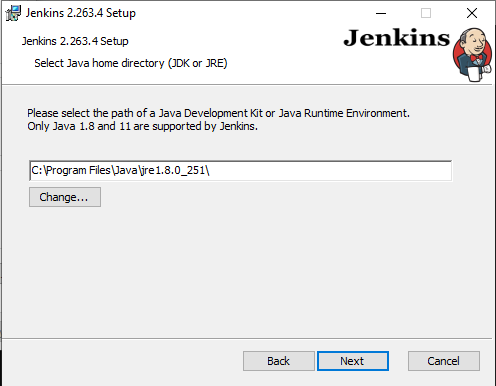 Jenkins 2.263.4 Setup
Jenkins 2.263.4 Setup
Select Java home directory (JDK or JRE)
Jenkins
Please select the path of a Java Development Kit or Java Runtime Environment.
Only Java 1.8 and 11 are supported by Jenkins.
C:\Program Files\Java\jre1.8.0_251\
Change...
Back
Next
Cancel